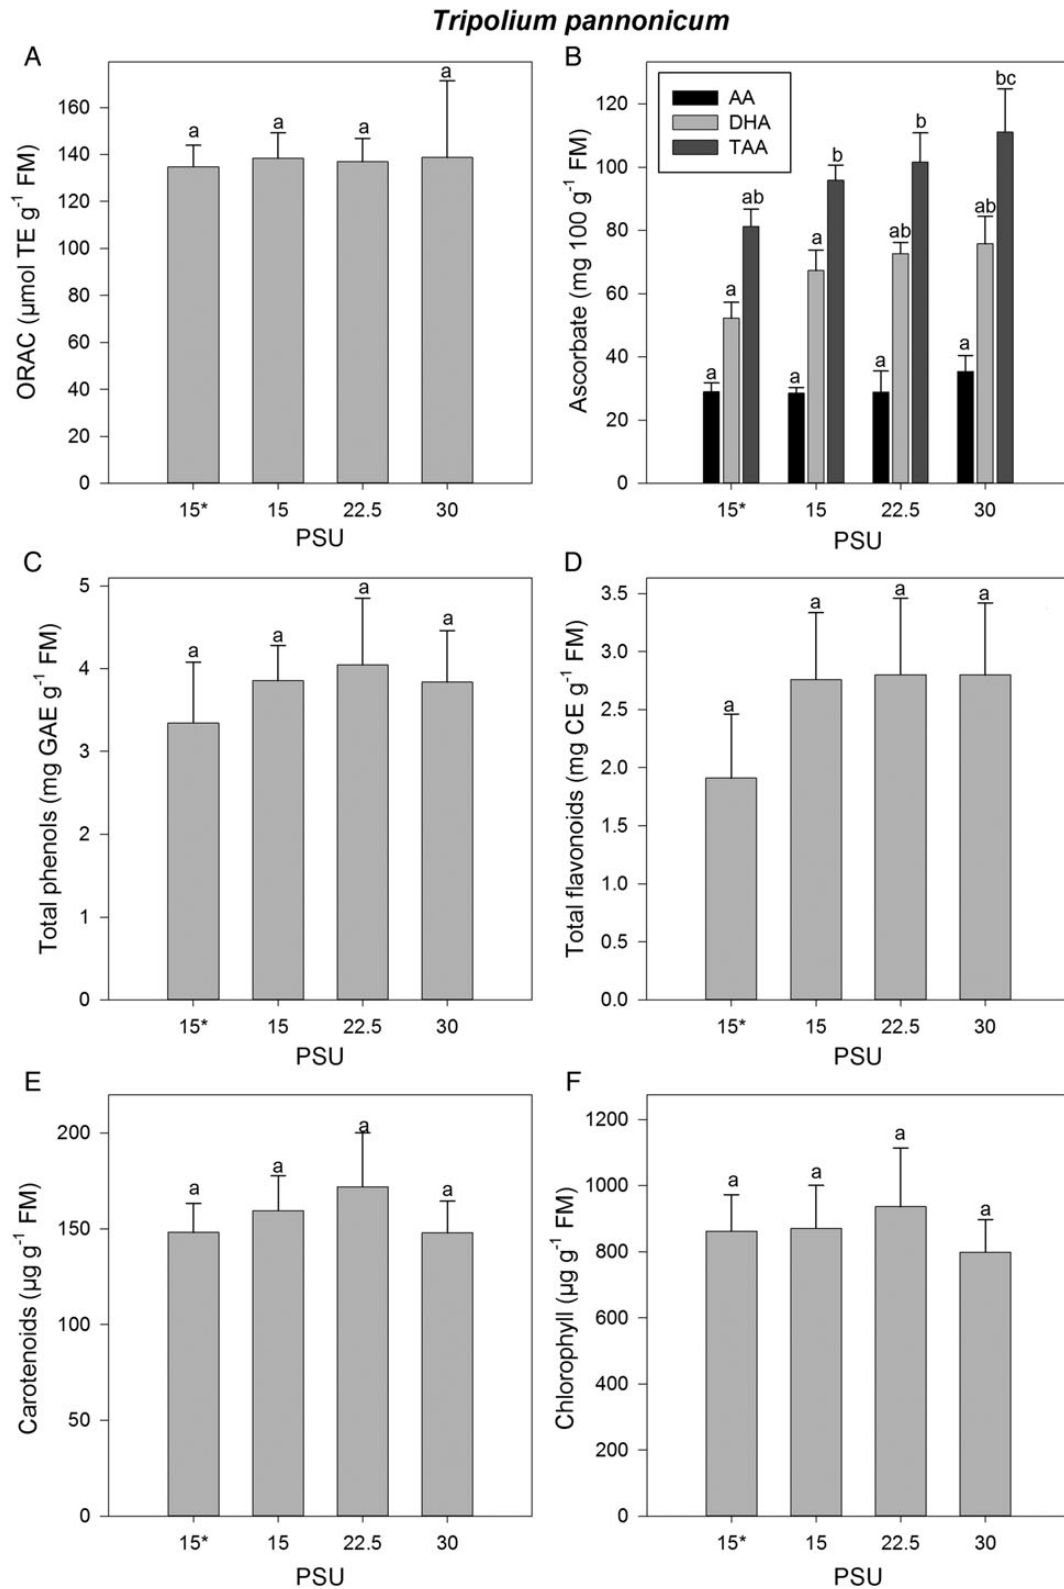 Tripolium pannonicum
A
ORAC (µmol TE g-1 FM)
160
140
120
100
80
60
40
20
0
a
a
a
a
15* 15 22.5 30
PSU
B
Ascorbate (mg 100 g-1 FM)
120
100
80
60
40
20
0
AA
DHA
TAA
a a ab
a a b
a ab b
a ab bc
15* 15 22.5 30
PSU
C
Total phenols (mg GAE g-1 FM)
5
4
3
2
1
0
a
a
a
a
15* 15 22.5 30
PSU
D
Total flavonoids (mg CE g-1 FM)
3.5
3.0
2.5
2.0
1.5
1.0
0.5
0.0
a
a
a
a
15* 15 22.5 30
PSU
E
Carotenoids (µg g-1 FM)
200
150
100
50
0
a
a
a
a
15* 15 22.5 30
PSU
F
Chlorophyll (µg g-1 FM)
1200
1000
800
600
400
200
0
a
a
a
a
15* 15 22.5 30
PSU